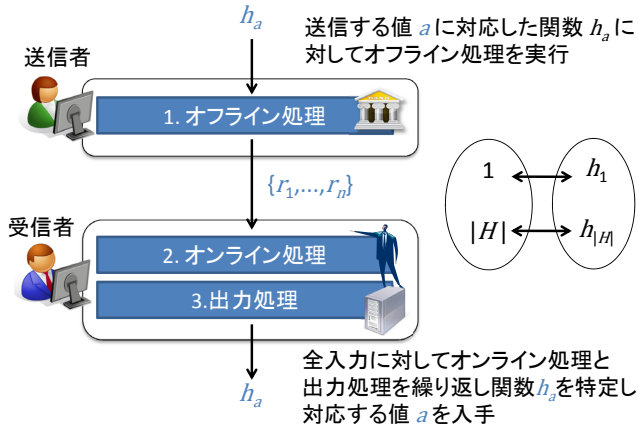 h_a
送信する値 a に対応した関数 h_a に
対してオフライン処理を実行
送信者
1. オフライン処理
{r_1,…,r_n}
1
h_1
|H|
h_{|H|}
受信者
2. オンライン処理
3.出力処理
h_a
全入力に対してオンライン処理と
出力処理を繰り返し関数h_aを特定し
対応する値 a を入手